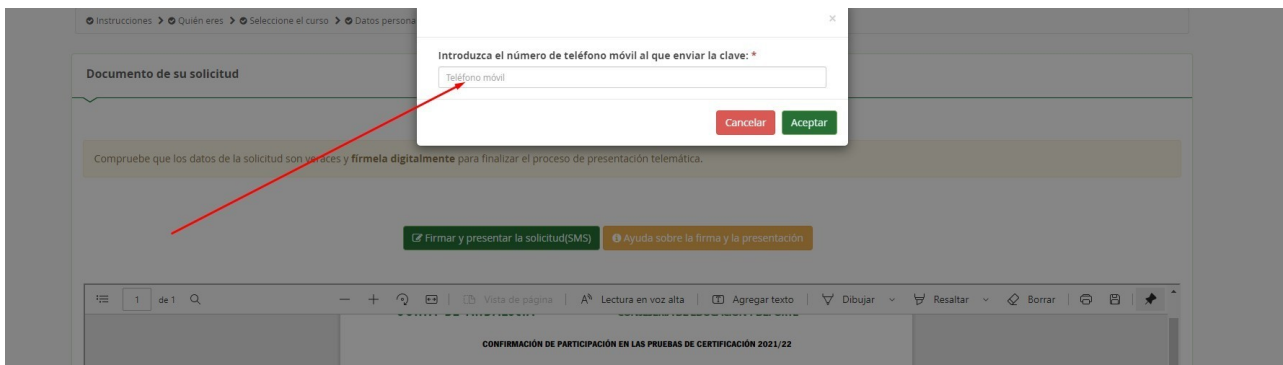 Instrucciones > Quién eres > Seleccione el curso > Datos persona
×
Introduzca el número de teléfono móvil al que enviar la clave: *
Teléfono móvil
Cancelar Aceptar
Documento de su solicitud
Compruebe que los datos de la solicitud son veraces y fírmela digitalmente para finalizar el proceso de presentación telemática.
Firmar y presentar la solicitud(SMS) Ayuda sobre la firma y la presentación
1 de 1 Vista de página Lectura en voz alta Agregar texto Dibujar Resaltar Borrar
CONFIRMACIÓN DE PARTICIPACIÓN EN LAS PRUEBAS DE CERTIFICACIÓN 2021/22